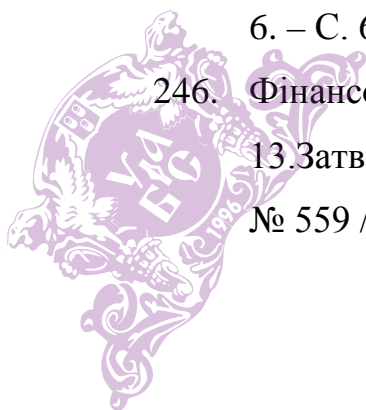 6. – С. 6
246. Фінансо
13.Затв
№ 559 /
УАБС
1996